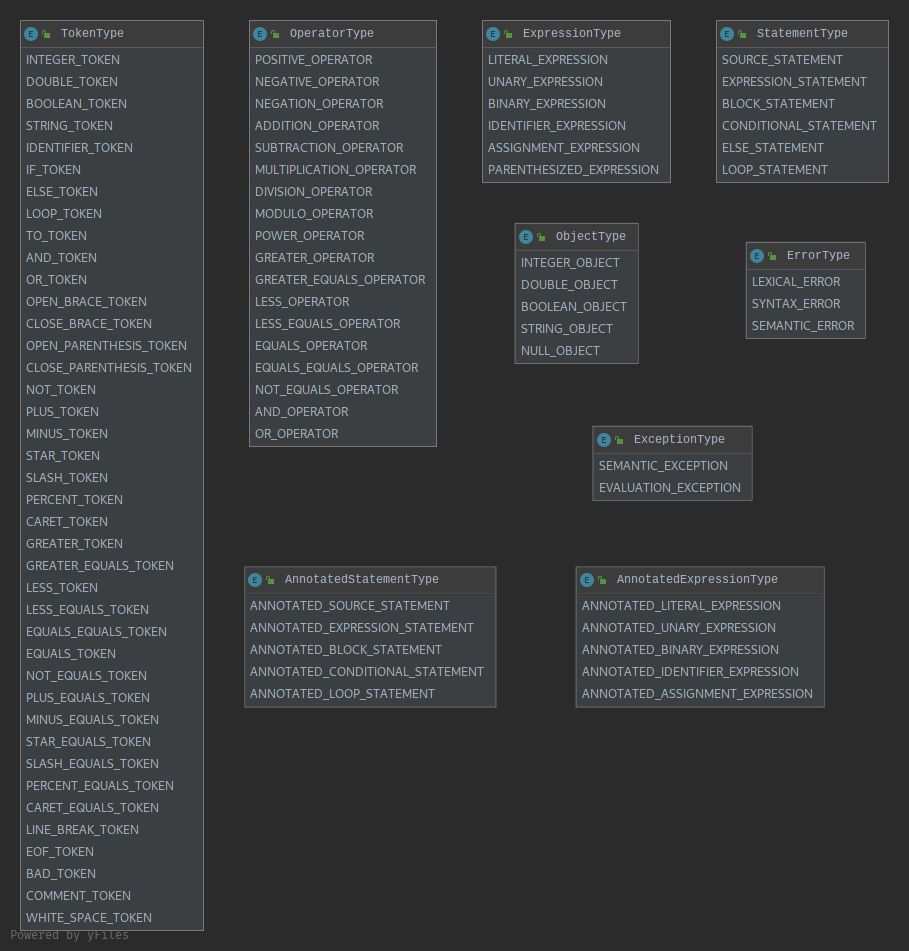 TokenType
INTEGER_TOKEN
DOUBLE_TOKEN
BOOLEAN_TOKEN
STRING_TOKEN
IDENTIFIER_TOKEN
IF_TOKEN
ELSE_TOKEN
LOOP_TOKEN
TO_TOKEN
AND_TOKEN
OR_TOKEN
OPEN_BRACE_TOKEN
CLOSE_BRACE_TOKEN
OPEN_PARENTHESIS_TOKEN
CLOSE_PARENTHESIS_TOKEN
NOT_TOKEN
PLUS_TOKEN
MINUS_TOKEN
STAR_TOKEN
SLASH_TOKEN
PERCENT_TOKEN
CARET_TOKEN
GREATER_TOKEN
GREATER_EQUALS_TOKEN
LESS_TOKEN
LESS_EQUALS_TOKEN
EQUALS_EQUALS_TOKEN
EQUALS_TOKEN
NOT_EQUALS_TOKEN
PLUS_EQUALS_TOKEN
MINUS_EQUALS_TOKEN
STAR_EQUALS_TOKEN
SLASH_EQUALS_TOKEN
PERCENT_EQUALS_TOKEN
CARET_EQUALS_TOKEN
LINE_BREAK_TOKEN
EOF_TOKEN
BAD_TOKEN
COMMENT_TOKEN
WHITE_SPACE_TOKEN
OperatorType
POSITIVE_OPERATOR
NEGATIVE_OPERATOR
NEGATION_OPERATOR
ADDITION_OPERATOR
SUBTRACTION_OPERATOR
MULTIPLICATION_OPERATOR
DIVISION_OPERATOR
MODULO_OPERATOR
POWER_OPERATOR
GREATER_OPERATOR
GREATER_EQUALS_OPERATOR
LESS_OPERATOR
LESS_EQUALS_OPERATOR
EQUALS_OPERATOR
EQUALS_EQUALS_OPERATOR
NOT_EQUALS_OPERATOR
AND_OPERATOR
OR_OPERATOR
ExpressionType
LITERAL_EXPRESSION
UNARY_EXPRESSION
BINARY_EXPRESSION
IDENTIFIER_EXPRESSION
ASSIGNMENT_EXPRESSION
PARENTHESIZED_EXPRESSION
StatementType
SOURCE_STATEMENT
EXPRESSION_STATEMENT
BLOCK_STATEMENT
CONDITIONAL_STATEMENT
ELSE_STATEMENT
LOOP_STATEMENT
ObjectType
INTEGER_OBJECT
DOUBLE_OBJECT
BOOLEAN_OBJECT
STRING_OBJECT
NULL_OBJECT
ErrorType
LEXICAL_ERROR
SYNTAX_ERROR
SEMANTIC_ERROR
ExceptionType
SEMANTIC_EXCEPTION
EVALUATION_EXCEPTION
AnnotatedStatementType
ANNOTATED_SOURCE_STATEMENT
ANNOTATED_EXPRESSION_STATEMENT
ANNOTATED_BLOCK_STATEMENT
ANNOTATED_CONDITIONAL_STATEMENT
ANNOTATED_LOOP_STATEMENT
AnnotatedExpressionType
ANNOTATED_LITERAL_EXPRESSION
ANNOTATED_UNARY_EXPRESSION
ANNOTATED_BINARY_EXPRESSION
ANNOTATED_IDENTIFIER_EXPRESSION
ANNOTATED_ASSIGNMENT_EXPRESSION
Powered by yFiles